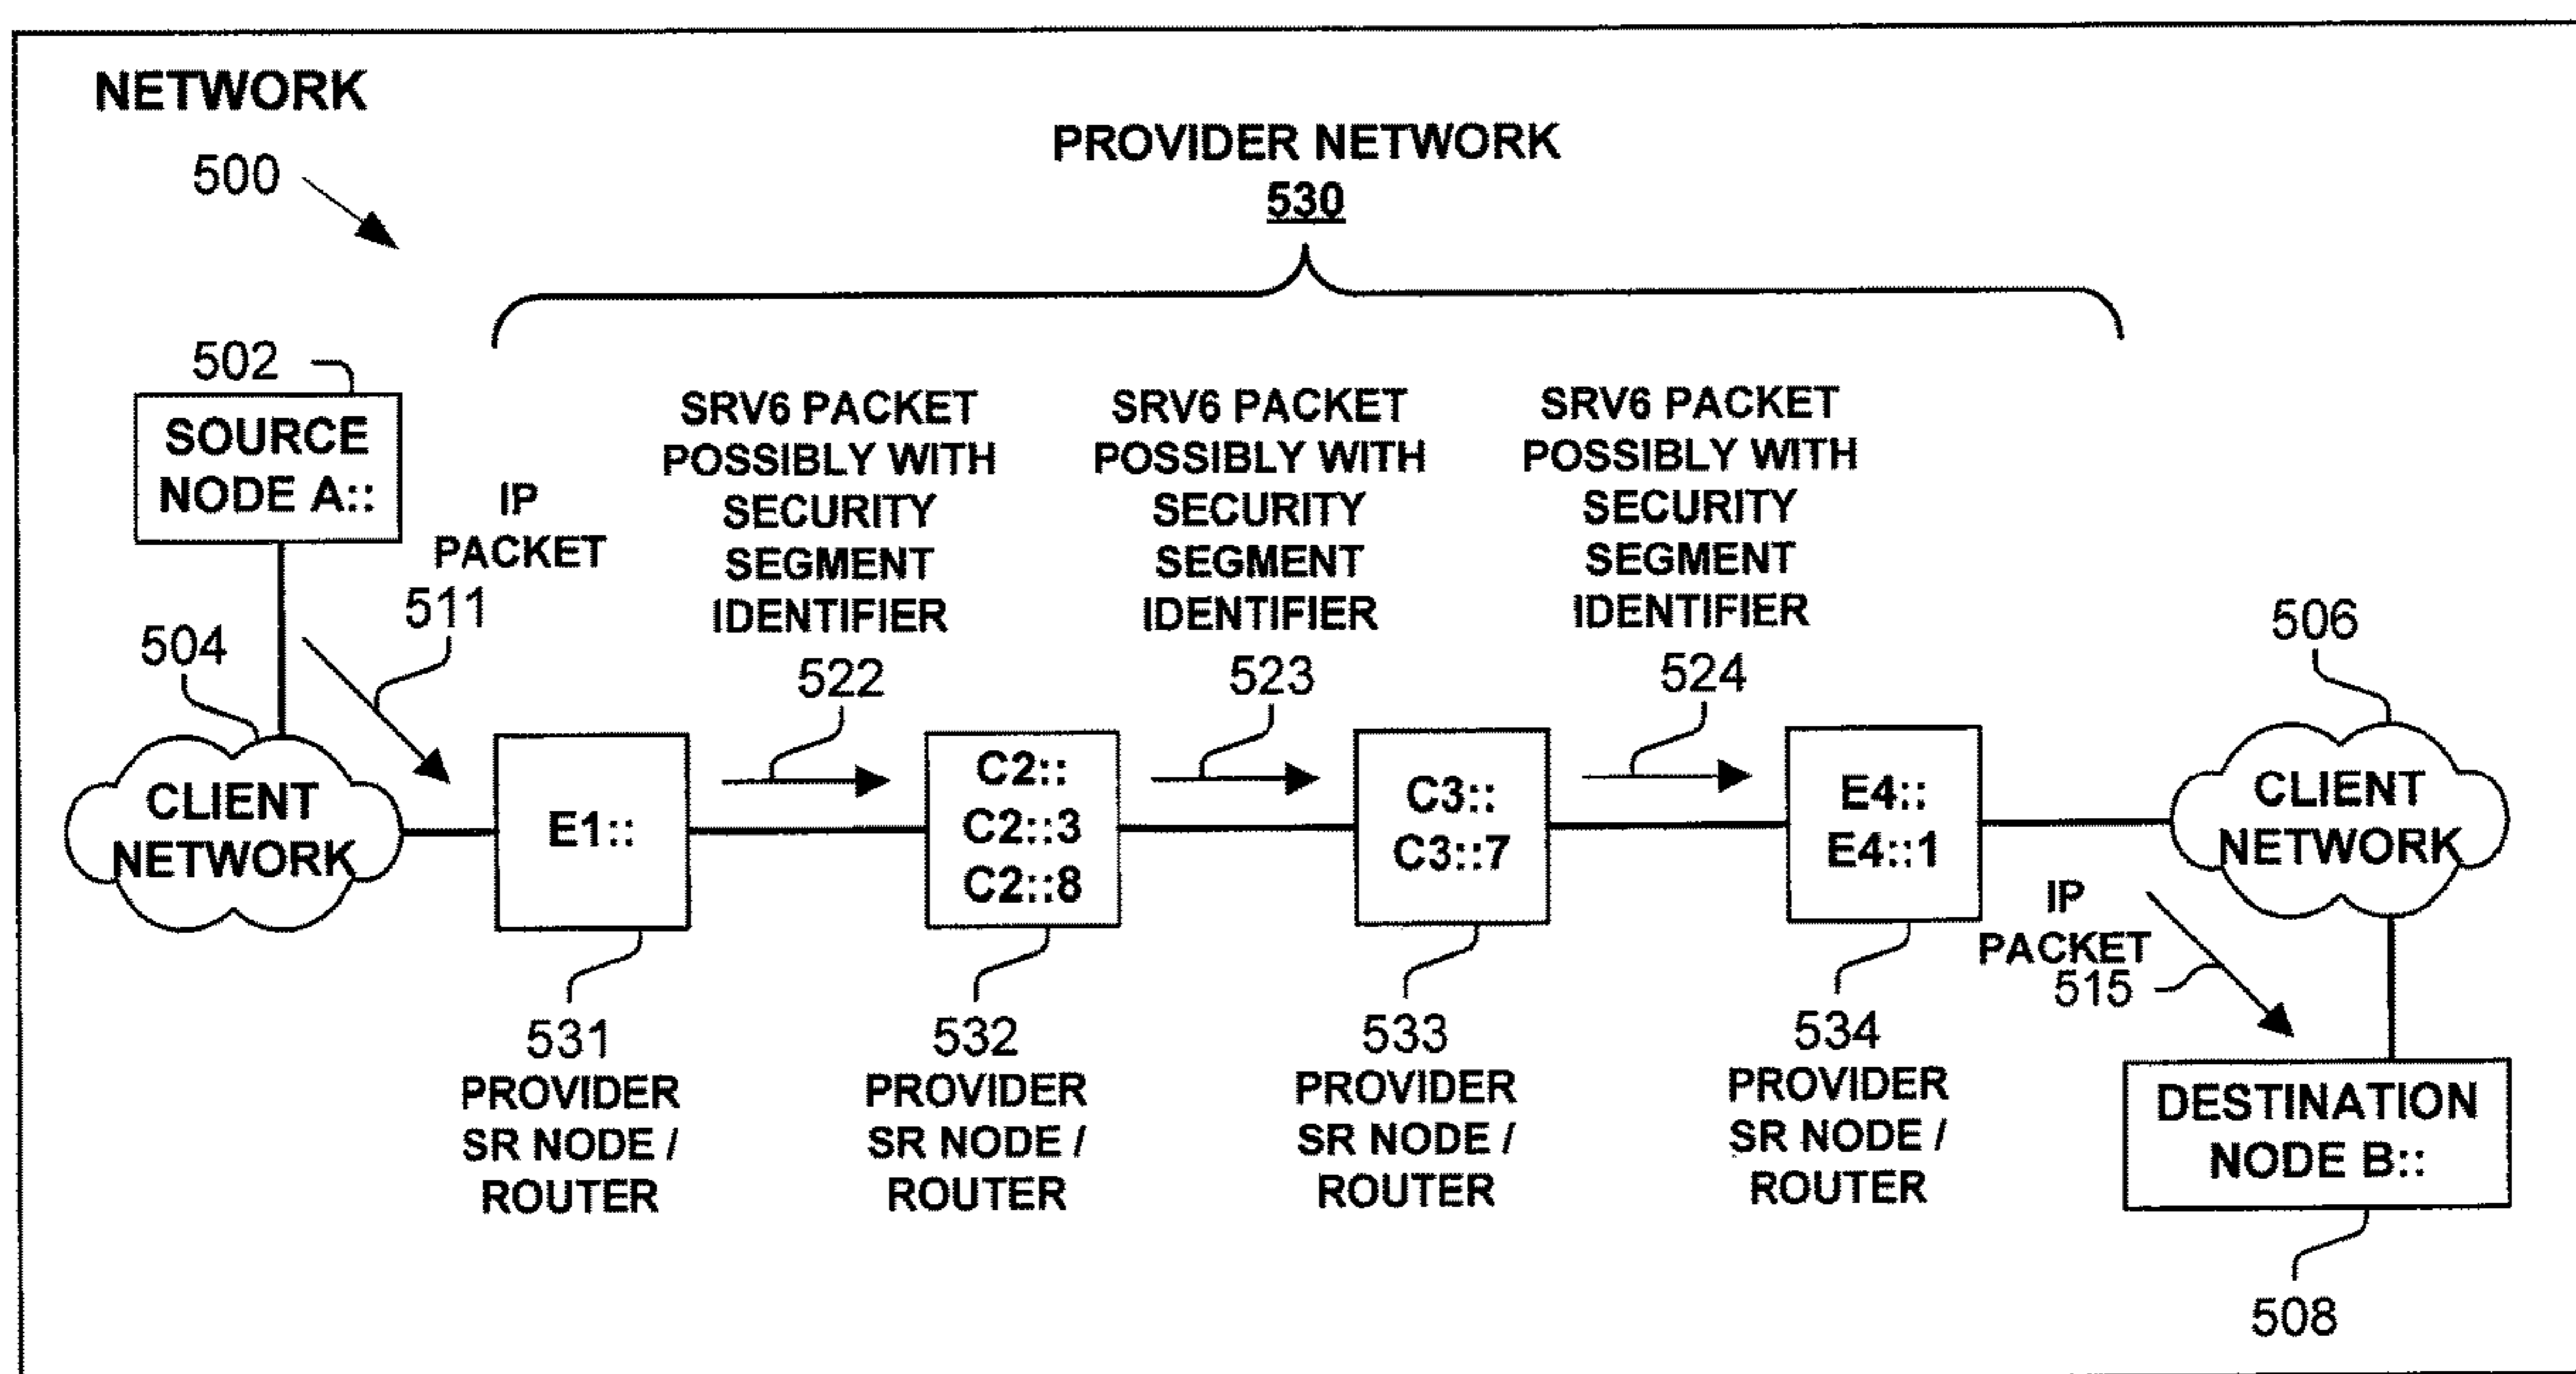 NETWORK
500
PROVIDER NETWORK
530
502
SOURCE
NODE A::
IP
PACKET
511
504
CLIENT
NETWORK
SRV6 PACKET
POSSIBLY WITH
SECURITY
SEGMENT
IDENTIFIER
522
SRV6 PACKET
POSSIBLY WITH
SECURITY
SEGMENT
IDENTIFIER
523
SRV6 PACKET
POSSIBLY WITH
SECURITY
SEGMENT
IDENTIFIER
524
506
CLIENT
NETWORK
E1::
C2::
C2::3
C2::8
C3::
C3::7
E4::
E4::1
IP
PACKET
515
531
PROVIDER
SR NODE /
ROUTER
532
PROVIDER
SR NODE /
ROUTER
533
PROVIDER
SR NODE /
ROUTER
534
PROVIDER
SR NODE /
ROUTER
DESTINATION
NODE B::
508